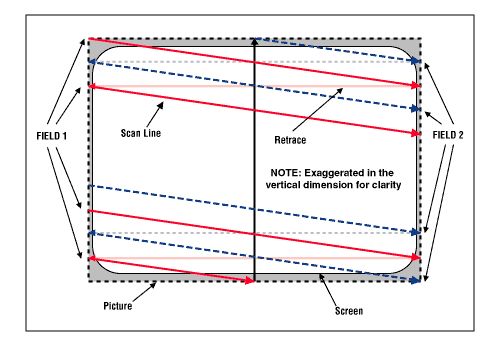 FIELD 1
Scan Line
Retrace
FIELD 2
NOTE: Exaggerated in the
vertical dimension for clarity
Picture
Screen